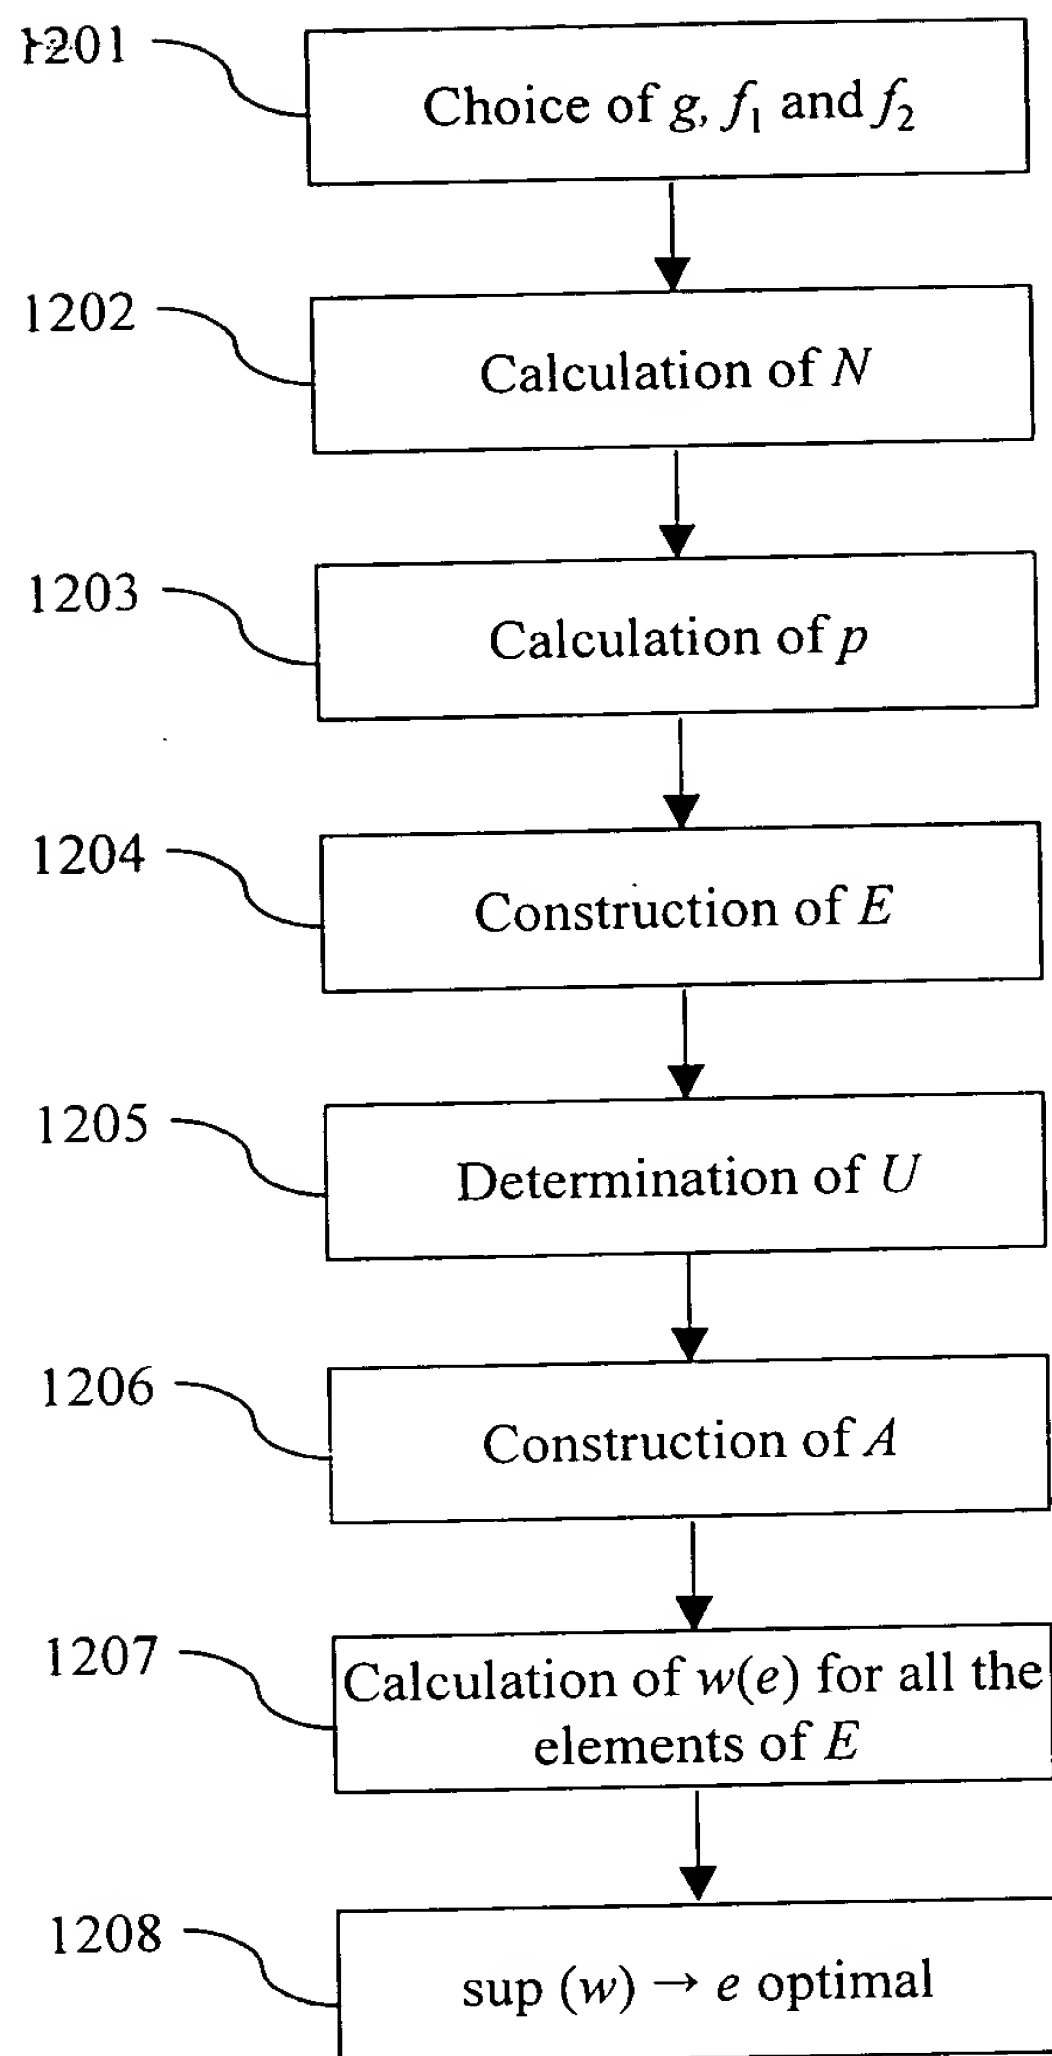 1201
Choice of g, f₁ and f₂
1202
Calculation of N
1203
Calculation of p
1204
Construction of E
1205
Determination of U
1206
Construction of A
1207
Calculation of w(e) for all the
elements of E
1208
sup (w) → e optimal